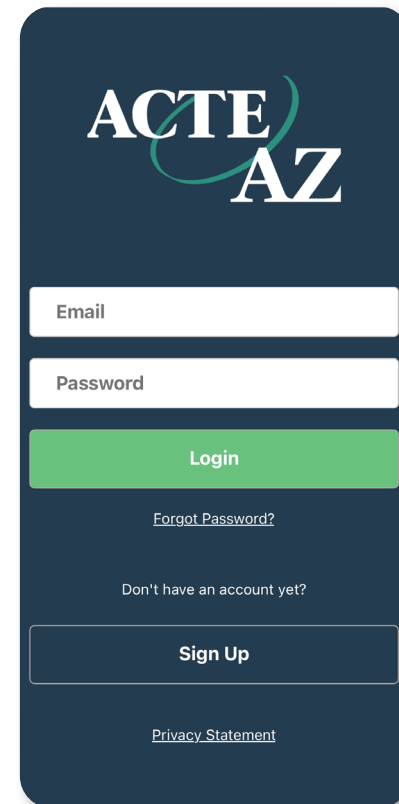 ACTE
AZ
Email
Password
Login
Forgot Password?
Don't have an account yet?
Sign Up
Privacy Statement